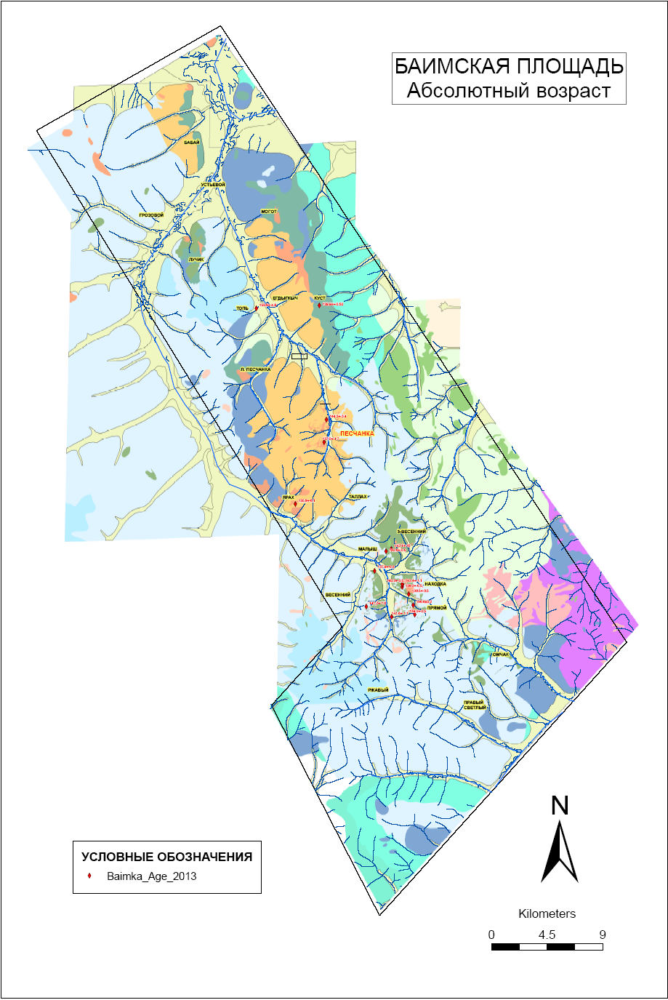 БАИМСКАЯ ПЛОЩАДЬ
Абсолютный возраст
БАБАЙ
УСТЬЕВОЙ
МОГОТ
ГРОЗОВОЙ
ЛУЧИК
ЕГДЫГКЫЧ
КУСТ
ТОПЬ
Л. ПЕСЧАНКА
ПЕСЧАНКА
ЯРАХ
ТАЛЛАХ
3-ВЕСЕННИЙ
МАЛЫШ
НАХОДКА
ВЕСЕННИЙ
ПРЯМОЙ
ОМЧАК
РЖАВЫЙ
ПРАВЫЙ
СВЕТЛЫЙ
N
УСЛОВНЫЕ ОБОЗНАЧЕНИЯ
Baimka_Age_2013
Kilometers
0 4.5 9